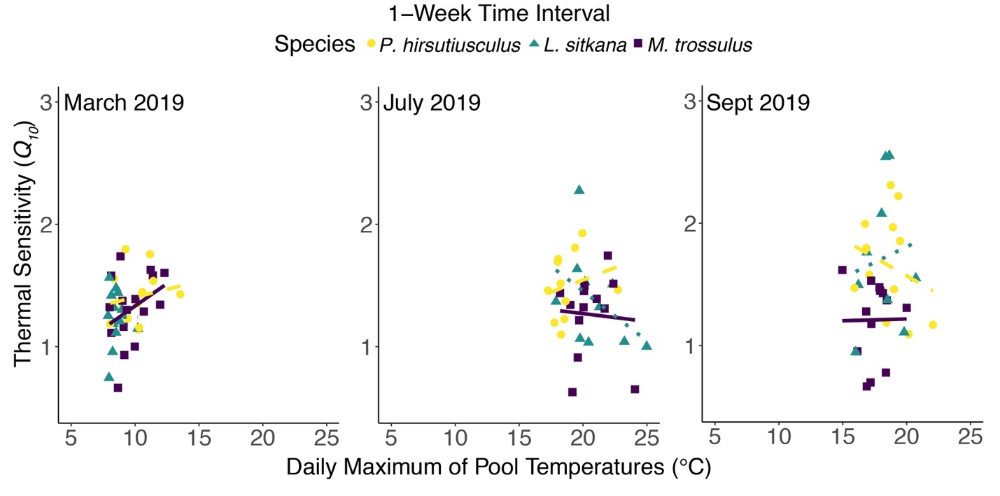 1–Week Time Interval
Species P. hirsutiusculus L. sitkana M. trossulus
March 2019
July 2019
Sept 2019
Thermal Sensitivity (Q10)
3
2
1
3
2
1
3
2
1
5 10 15 20 25
5 10 15 20 25
5 10 15 20 25
Daily Maximum of Pool Temperatures (°C)